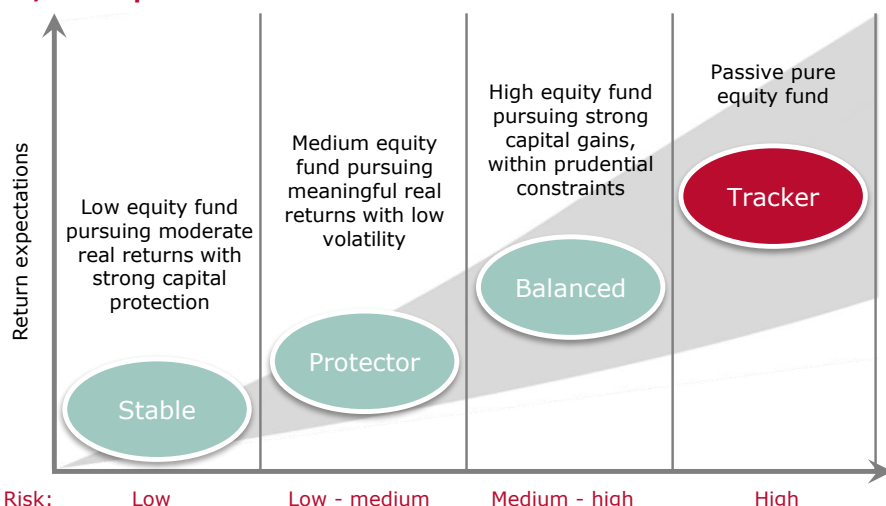 Return expectations
Low equity fund
pursuing moderate
real returns with
strong capital
protection
Stable
Medium equity
fund pursuing
meaningful real
returns with low
volatility
Protector
High equity fund
pursuing strong
capital gains,
within prudential
constraints
Balanced
Passive pure
equity fund
Tracker
Risk: Low Low - medium Medium - high High